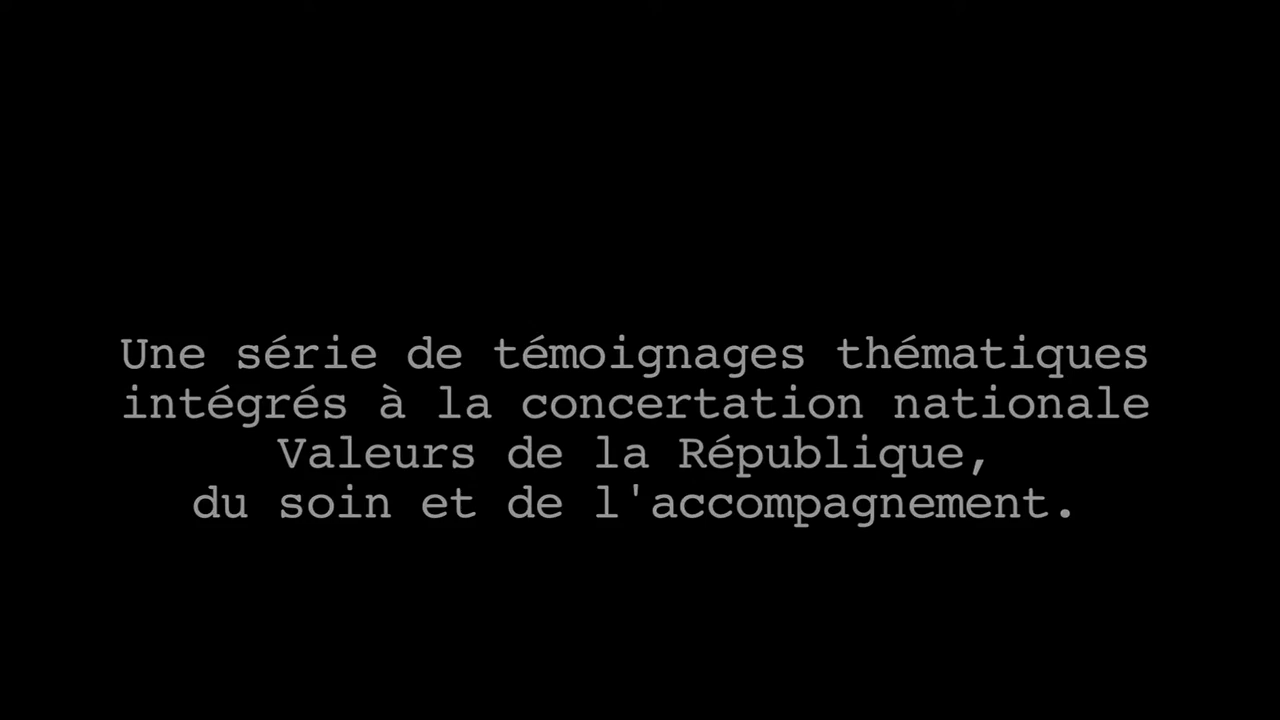 Une série de témoignages thématiques
intégrés à la concertation nationale
Valeurs de la République,
du soin et de l'accompagnement.